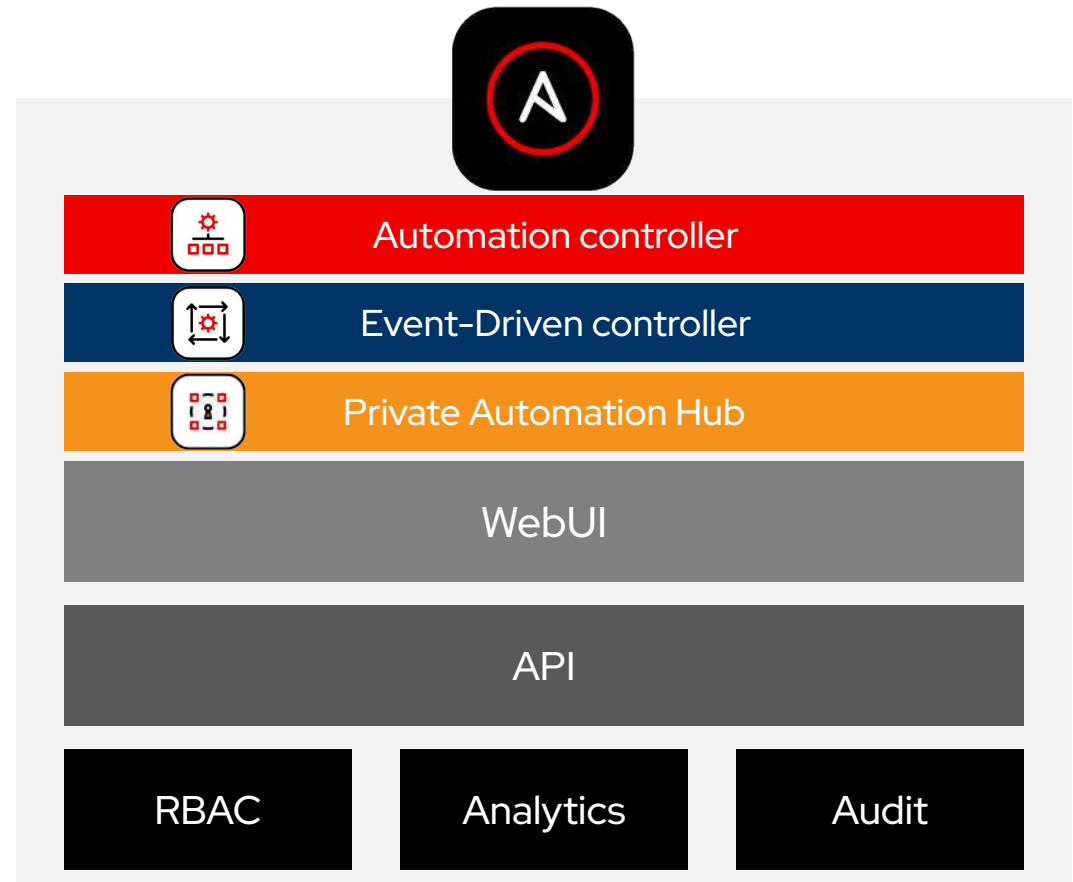 Automation controller
Event-Driven controller
Private Automation Hub
WebUI
API
RBAC
Analytics
Audit